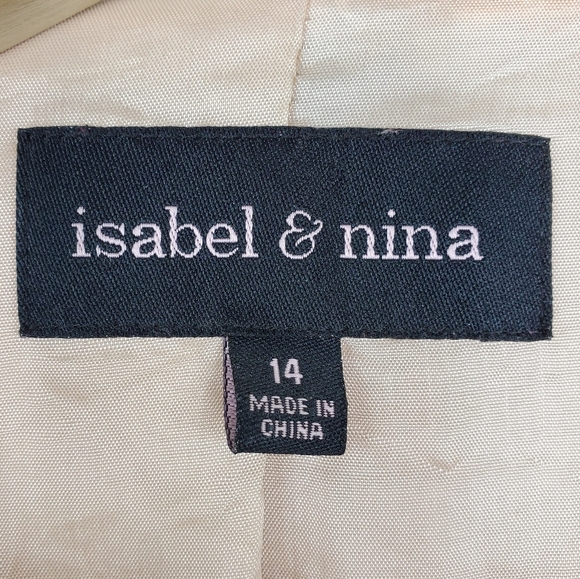 isabel & nina
14
MADE IN
CHINA